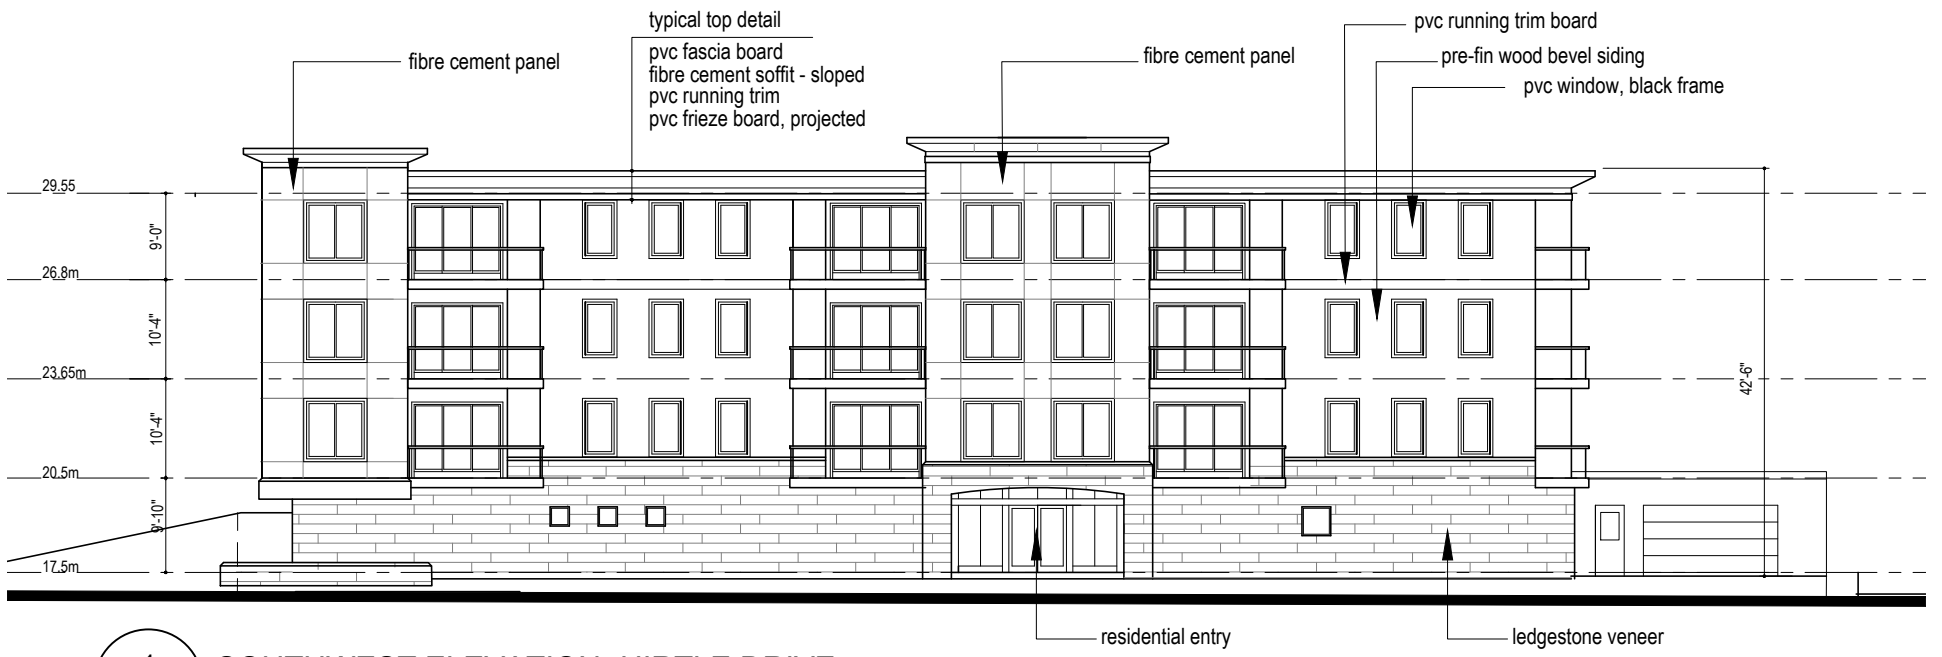 typical top detail
pvc fascia board
fibre cement soffit - sloped
pvc running trim
pvc frieze board, projected
fibre cement panel
fibre cement panel
pvc running trim board
pre-fin wood bevel siding
pvc window, black frame
29.55
9'-0"
26.8m
10'-4"
23.65m
10'-4"
20.5m
9'-10"
17.5m
42'-6"
residential entry
ledgestone veneer